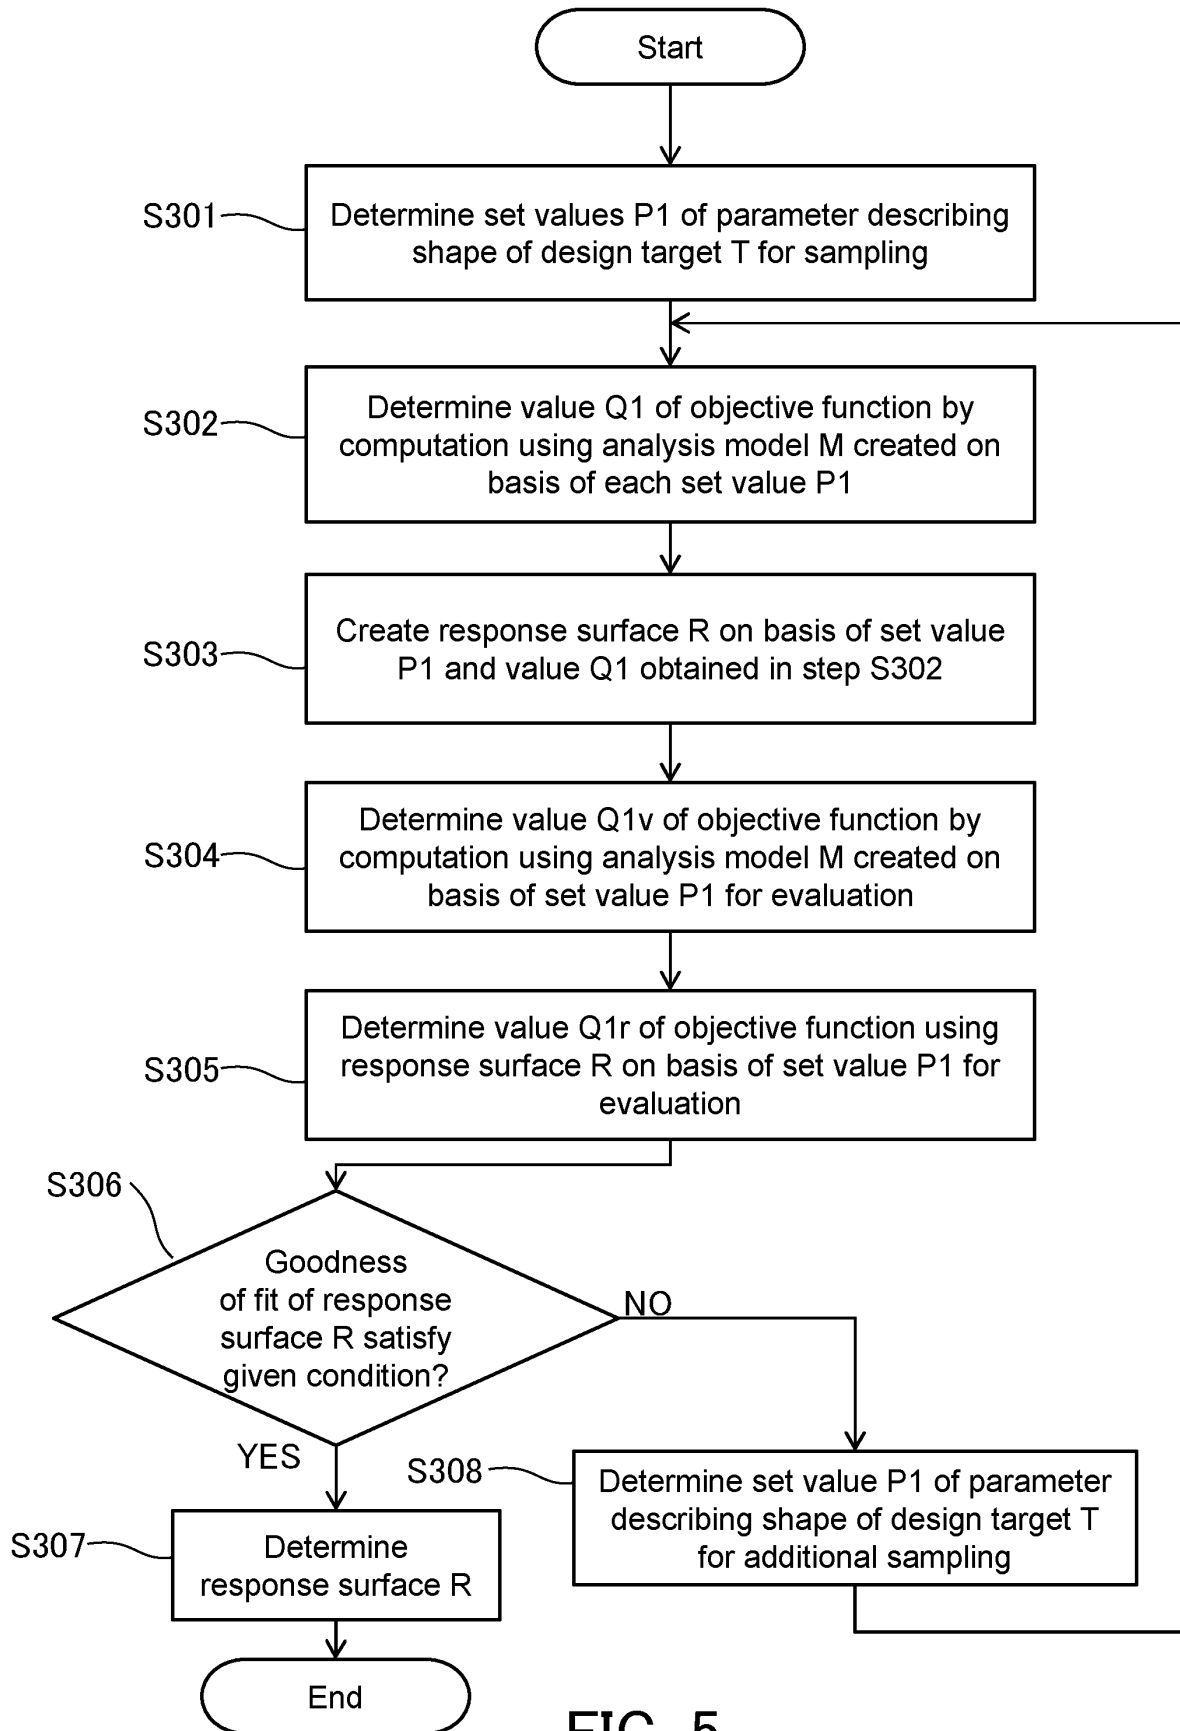 Start
S301
Determine set values P1 of parameter describing
shape of design target T for sampling
S302
Determine value Q1 of objective function by
computation using analysis model M created on
basis of each set value P1
S303
Create response surface R on basis of set value
P1 and value Q1 obtained in step S302
S304
Determine value Q1v of objective function by
computation using analysis model M created on
basis of set value P1 for evaluation
S305
Determine value Q1r of objective function using
response surface R on basis of set value P1 for
evaluation
S306
Goodness
of fit of response
surface R satisfy
given condition?
NO
YES
S308
Determine set value P1 of parameter
describing shape of design target T
for additional sampling
S307
Determine
response surface R
End
FIG. 5